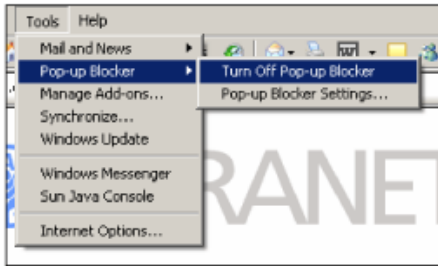 Tools Help
Mail and News
Pop-up Blocker
Turn Off Pop-up Blocker
Manage Add-ons...
Pop-up Blocker Settings...
Synchronize...
Windows Update
Windows Messenger
Sun Java Console
Internet Options...
RANET